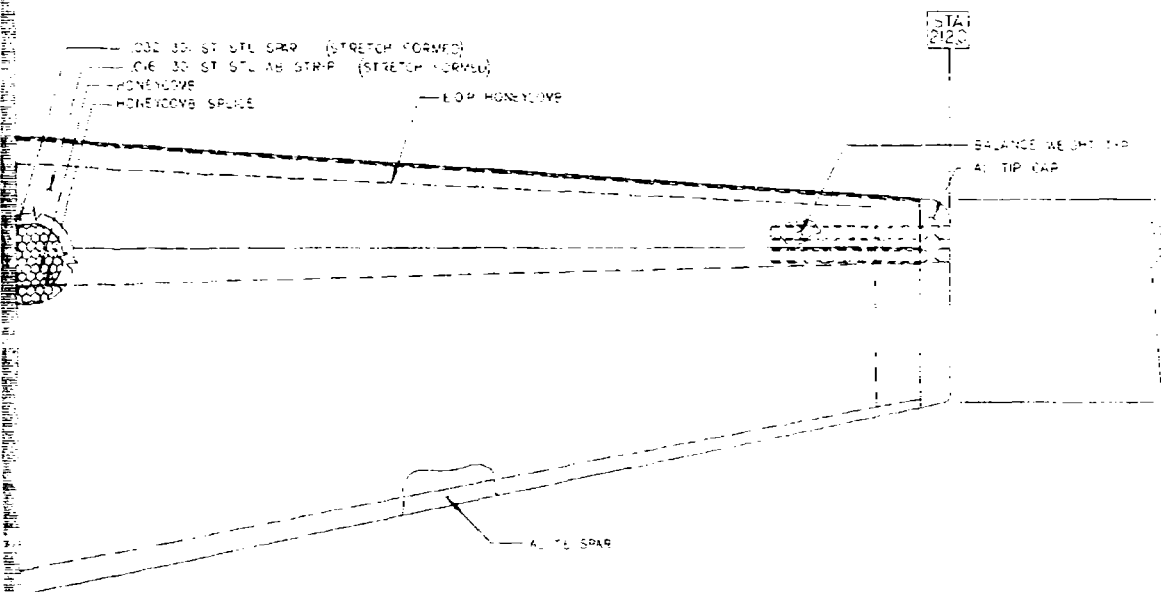 STA
212.0
.032 301 ST STL SPAR (STRETCH FORMED)
.016 301 ST STL AB STRIP (STRETCH FORMED)
HONEYCOMB
HONEYCOMB SPLICE
E.O.P. HONEYCOMB
BALANCE WEIGHT TYP
AL TIP CAP
AL TE SPAR